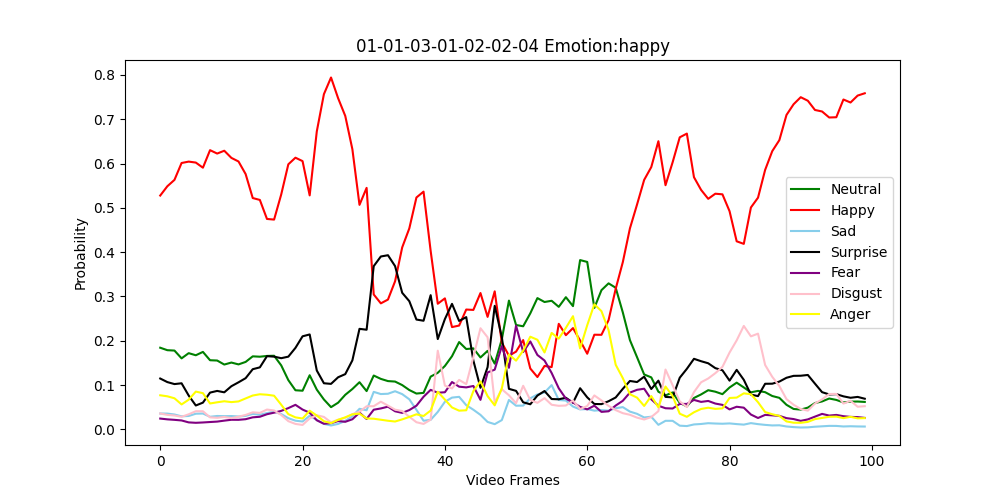 01-01-03-01-02-02-04 Emotion:happy
Probability
0.8
0.7
0.6
0.5
0.4
0.3
0.2
0.1
0.0
Neutral
Happy
Sad
Surprise
Fear
Disgust
Anger
0 20 40 60 80 100
Video Frames